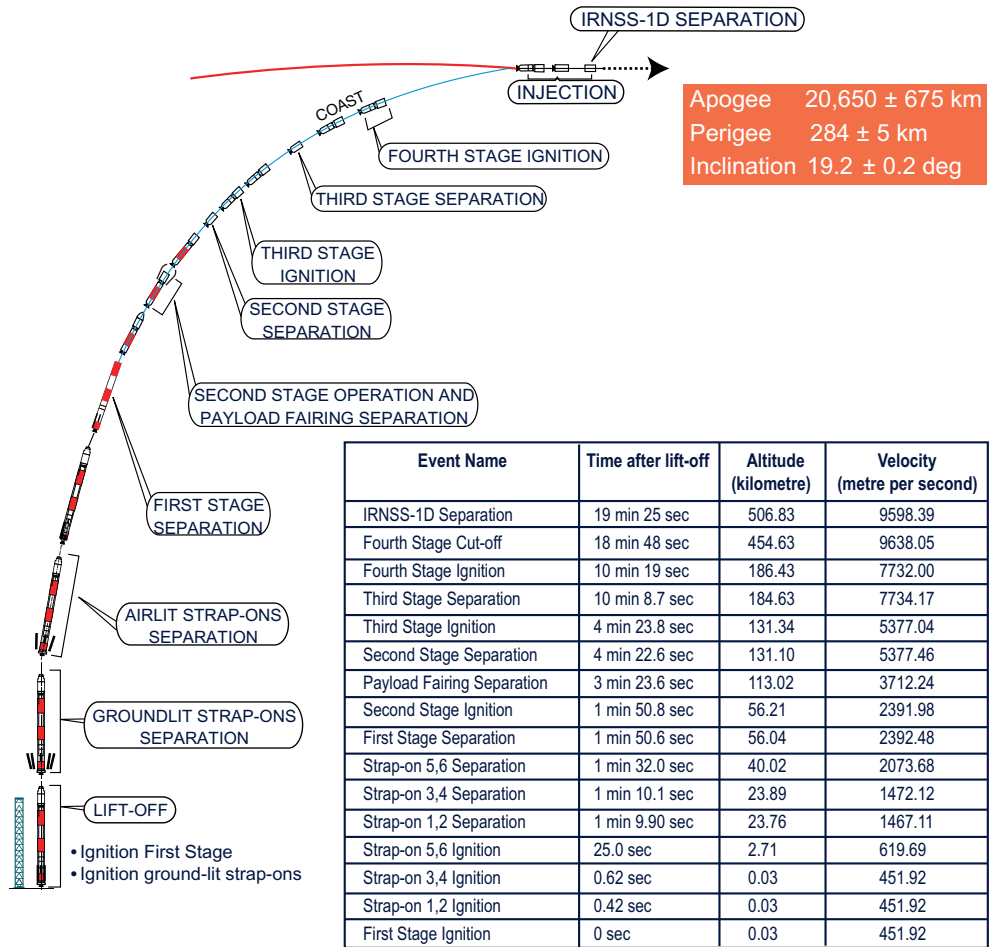 IRNSS-1D SEPARATION
INJECTION
COAST
Apogee 20,650 ± 675 km
Perigee 284 ± 5 km
Inclination 19.2 ± 0.2 deg
FOURTH STAGE IGNITION
THIRD STAGE SEPARATION
THIRD STAGE
IGNITION
SECOND STAGE
SEPARATION
SECOND STAGE OPERATION AND
PAYLOAD FAIRING SEPARATION
FIRST STAGE
SEPARATION
AIRLIT STRAP-ONS
SEPARATION
GROUNDLIT STRAP-ONS
SEPARATION
LIFT-OFF
• Ignition First Stage
• Ignition ground-lit strap-ons
Event Name Time after lift-off Altitude (kilometre) Velocity (metre per second)
IRNSS-1D Separation 19 min 25 sec 506.83 9598.39
Fourth Stage Cut-off 18 min 48 sec 454.63 9638.05
Fourth Stage Ignition 10 min 19 sec 186.43 7732.00
Third Stage Separation 10 min 8.7 sec 184.63 7734.17
Third Stage Ignition 4 min 23.8 sec 131.34 5377.04
Second Stage Separation 4 min 22.6 sec 131.10 5377.46
Payload Fairing Separation 3 min 23.6 sec 113.02 3712.24
Second Stage Ignition 1 min 50.8 sec 56.21 2391.98
First Stage Separation 1 min 50.6 sec 56.04 2392.48
Strap-on 5,6 Separation 1 min 32.0 sec 40.02 2073.68
Strap-on 3,4 Separation 1 min 10.1 sec 23.89 1472.12
Strap-on 1,2 Separation 1 min 9.90 sec 23.76 1467.11
Strap-on 5,6 Ignition 25.0 sec 2.71 619.69
Strap-on 3,4 Ignition 0.62 sec 0.03 451.92
Strap-on 1,2 Ignition 0.42 sec 0.03 451.92
First Stage Ignition 0 sec 0.03 451.92